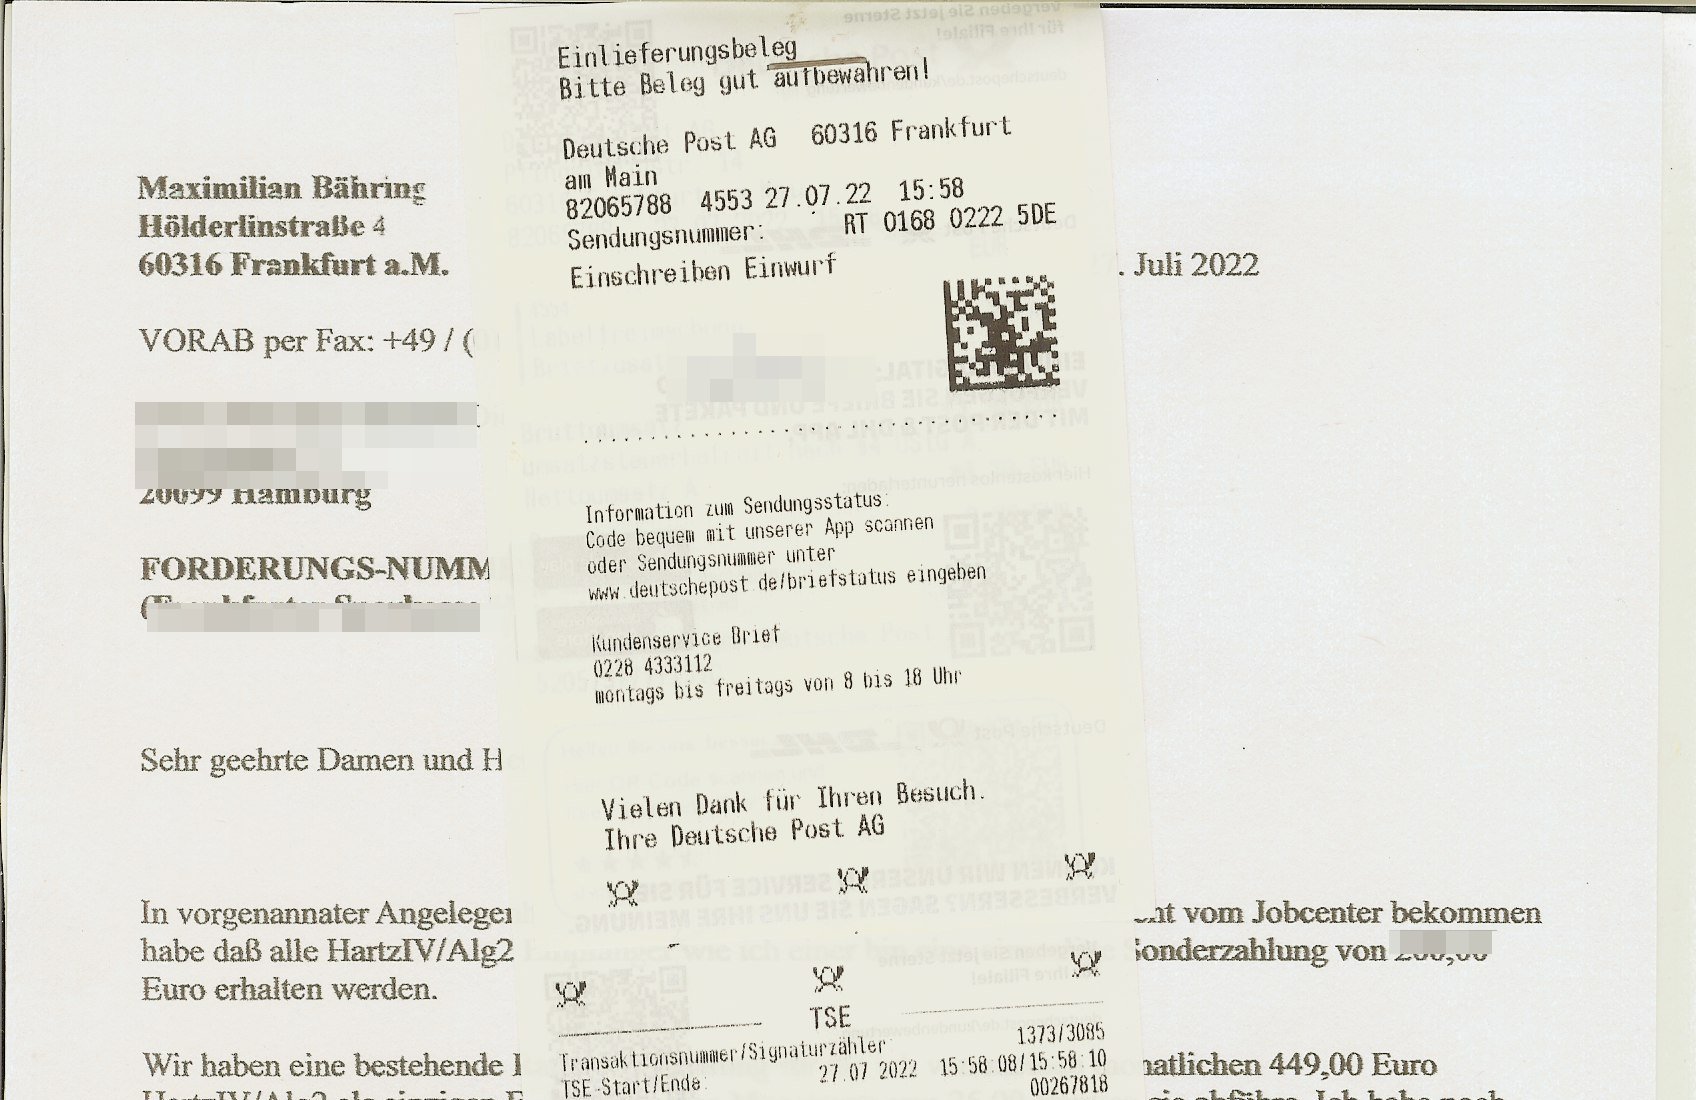 Einlieferungsbeleg
Bitte Beleg gut aufbewahren!
Deutsche Post AG 60316 Frankfurt
am Main
82065788 4553 27.07.22 15:58
Sendungsnummer: RT 0168 0222 5DE
Einschreiben Einwurf
Information zum Sendungsstatus:
Code bequem mit unserer App scannen
oder Sendungsnummer unter
www.deutschepost.de/briefstatus eingeben
Kundenservice Brief
0228 4333112
montags bis freitags von 8 bis 18 Uhr
Vielen Dank für Ihren Besuch.
Ihre Deutsche Post AG
TSE
Transaktionsnummer/Signaturzähler 1373/3085
TSE-Start/Ende: 27.07 2022 15:58:08/15:58:10
00267818
Maximilian Bähring
Hölderlinstraße 4
60316 Frankfurt a.M.
. Juli 2022
VORAB per Fax: +49 / (
20099 Hamburg
FORDERUNGS-NUMM
Sehr geehrte Damen und H
In vorgenannater Angelegen
ht vom Jobcenter bekommen
habe daß alle HartzIV/Alg2
Sonderzahlung von
Euro erhalten werden.
Wir haben eine bestehende
natlichen 449,00 Euro